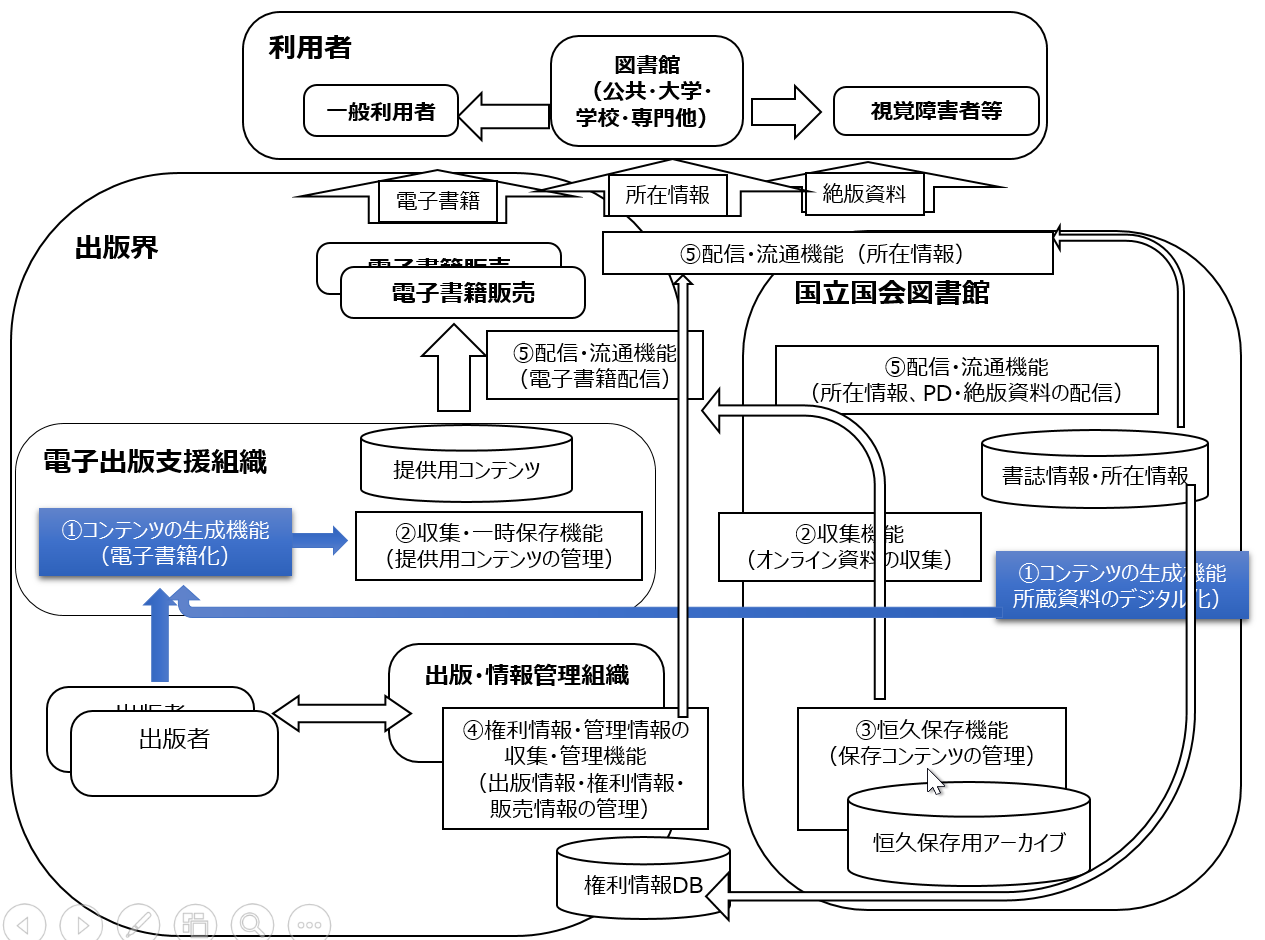 利用者
図書館
（公共・大学・
学校・専門他）
一般利用者
視覚障害者等
電子書籍
所在情報
絶版資料
出版界
電子書籍販売
電子書籍販売
⑤配信・流通機能（所在情報）
国立国会図書館
⑤配信・流通機能
（電子書籍配信）
⑤配信・流通機能
（所在情報、PD・絶版資料の配信）
電子出版支援組織
提供用コンテンツ
書誌情報・所在情報
①コンテンツの生成機能
（電子書籍化）
②収集・一時保存機能
（提供用コンテンツの管理）
②収集機能
（オンライン資料の収集）
①コンテンツの生成機能
所蔵資料のデジタル化）
出版・情報管理組織
出版者
出版者
④権利情報・管理情報の
収集・管理機能
（出版情報・権利情報・
販売情報の管理）
③恒久保存機能
（保存コンテンツの管理）
恒久保存用アーカイブ
権利情報DB